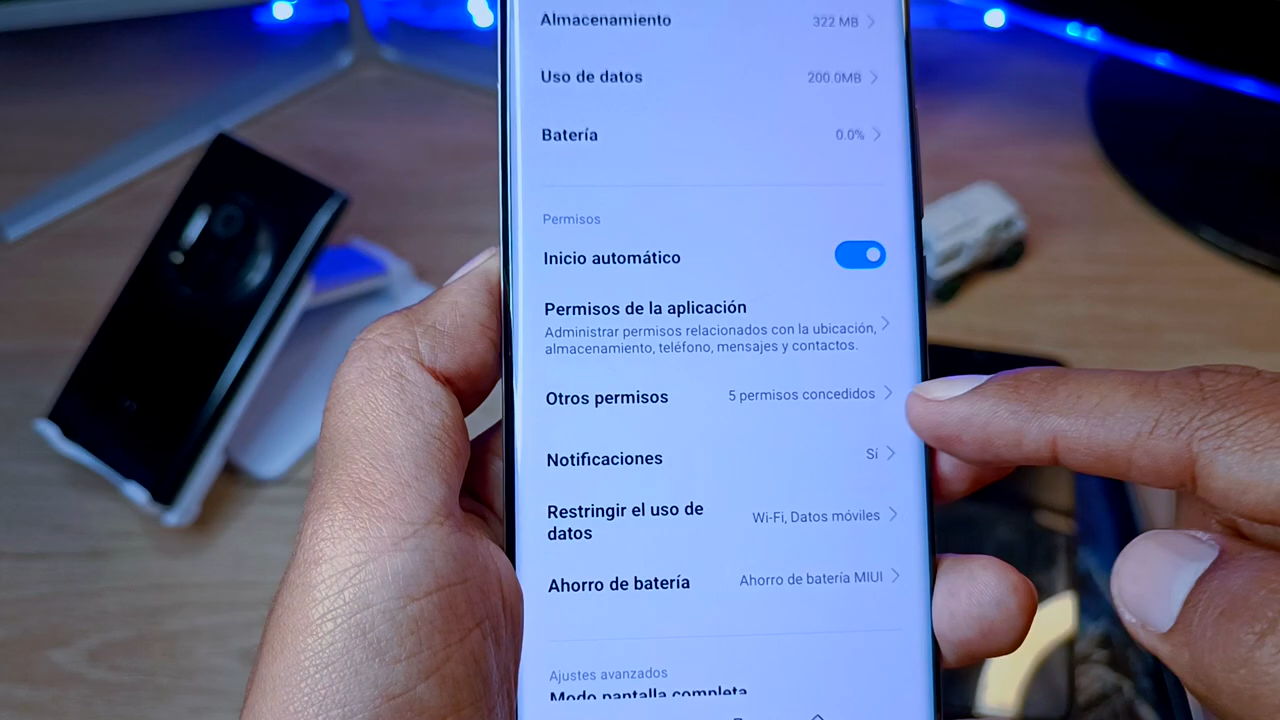 Almacenamiento 322 MB
Uso de datos 200.0MB
Batería 0.0%
Permisos
Inicio automático
Permisos de la aplicación
Administrar permisos relacionados con la ubicación,
almacenamiento, teléfono, mensajes y contactos.
Otros permisos 5 permisos concedidos
Notificaciones Sí
Restringir el uso de
datos Wi-Fi, Datos móviles
Ahorro de batería Ahorro de batería MIUI
Ajustes avanzados
Modo pantalla completa